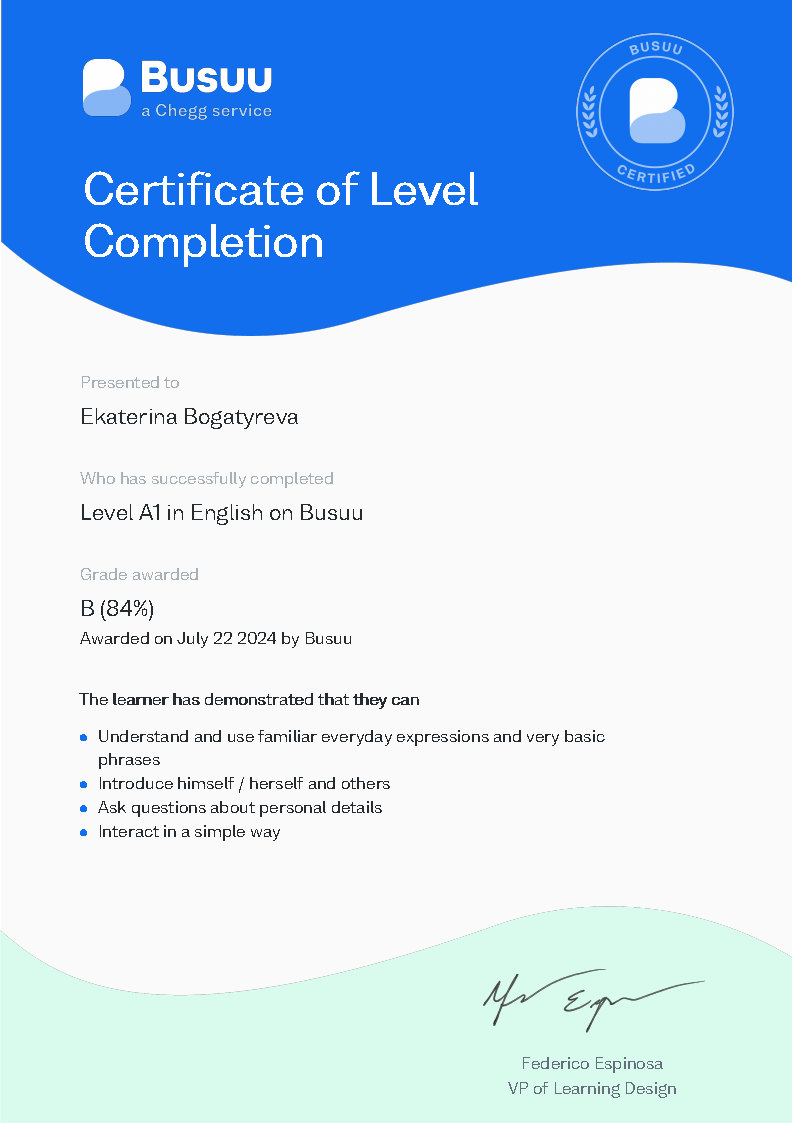 Busuu
a Chegg service
BUSUU
CERTIFIED
Certificate of Level
Completion
Presented to
Ekaterina Bogatyreva
Who has successfully completed
Level A1 in English on Busuu
Grade awarded
B (84%)
Awarded on July 22 2024 by Busuu
The learner has demonstrated that they can
Understand and use familiar everyday expressions and very basic
phrases
Introduce himself / herself and others
Ask questions about personal details
Interact in a simple way
Federico Espinosa
VP of Learning Design